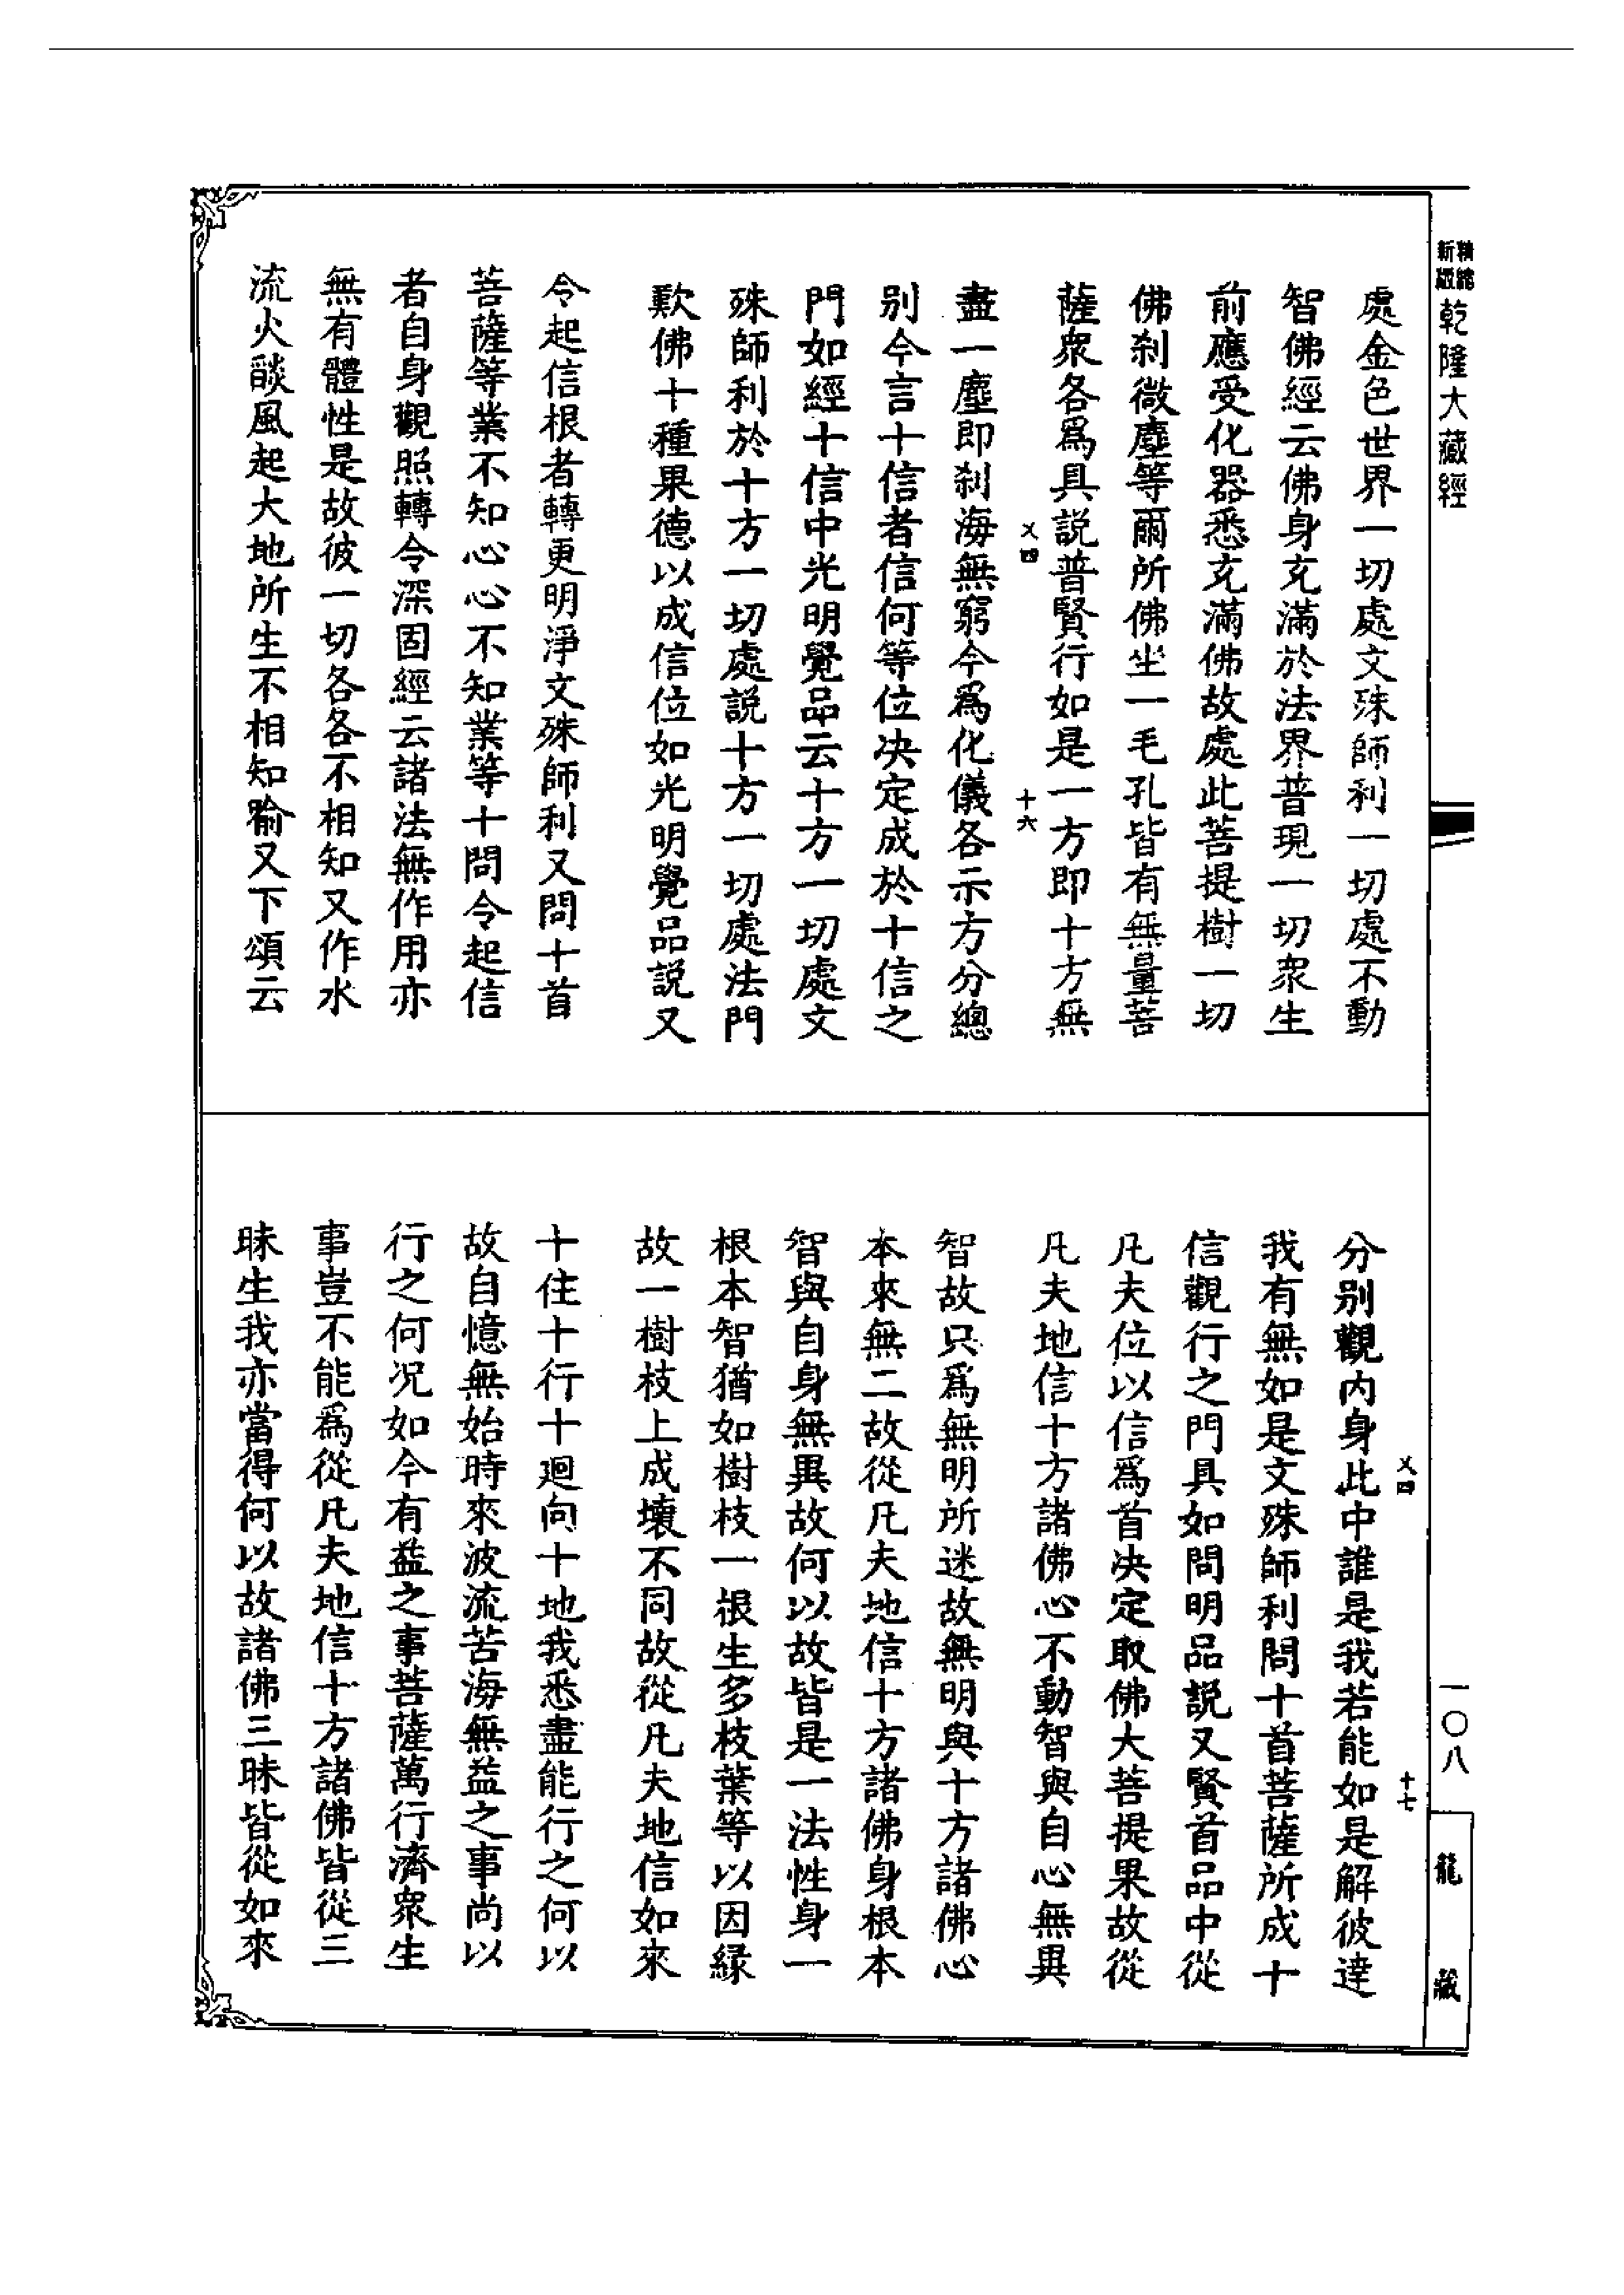 精縮新版乾隆大藏經
處金色世界一切處文殊師利一切處不動
智佛經云佛身充滿於法界普現一切衆生
前應受化器悉充滿佛故處此菩提樹一切
佛刹微塵等爾所佛坐一毛孔皆有無量菩
薩衆各爲具説普賢行如是一方即十方無
乂四 十六
盡一塵即刹海無窮今爲化儀各示方分總
别今言十信者信何等位决定成於十信之
門如經十信中光明覺品云十方一切處文
殊師利於十方一切處説十方一切處法門
歎佛十種果德以成信位如光明覺品説又
令起信根者轉更明淨文殊師利又問十首
菩薩等業不知心心不知業等十問令起信
者自身觀照轉令深固經云諸法無作用亦
無有體性是故彼一切各各不相知又作水
流火燄風起大地所生不相知喻又下頌云
乂四 十七
分别觀内身此中誰是我若能如是解彼達
我有無如是文殊師利問十首菩薩所成十
信觀行之門具如問明品説又賢首品中從
凡夫位以信爲首决定取佛大菩提果故從
凡夫地信十方諸佛心不動智與自心無異
智故只爲無明所迷故無明與十方諸佛心
本來無二故從凡夫地信十方諸佛身根本
智與自身無異故何以故皆是一法性身一
根本智猶如樹枝一根生多枝葉等以因緣
故一樹枝上成壞不同故從凡夫地信如來
十住十行十廻向十地我悉盡能行之何以
故自憶無始時來波流苦海無益之事尚以
行之何况如今有益之事菩薩萬行濟衆生
事豈不能爲從凡夫地信十方諸佛皆從三
昧生我亦當得何以故諸佛三昧皆從如來
一〇八
龍藏